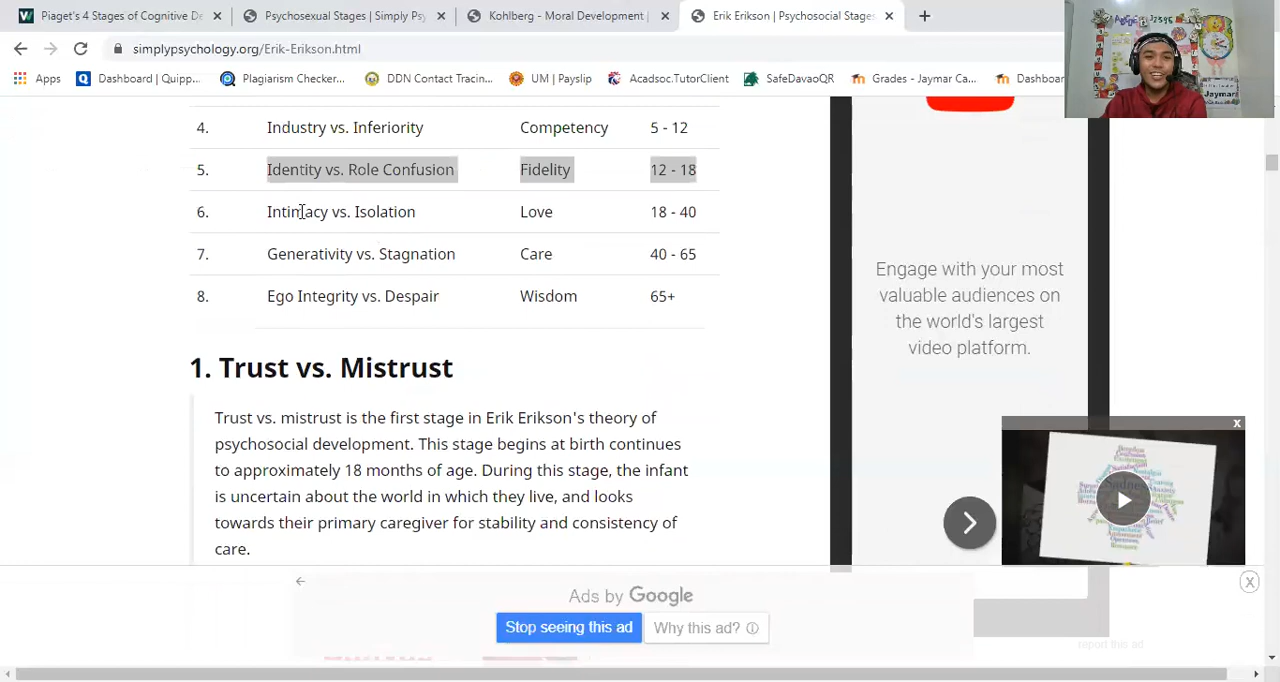 Piaget's 4 Stages of Cognitive De
Psychosexual Stages | Simply Psy
Kohlberg - Moral Development
Erik Erikson | Psychosocial Stages
simplypsychology.org/Erik-Erikson.html
Apps
Dashboard | Quipp...
Plagiarism Checker...
DDN Contact Tracin...
UM | Payslip
Acadsoc.TutorClient
SafeDavaoQR
Grades - Jaymar Ca...
Dashboar
Jaymar
4. Industry vs. Inferiority Competency 5 - 12
5. Identity vs. Role Confusion Fidelity 12 - 18
6. Intimacy vs. Isolation Love 18 - 40
7. Generativity vs. Stagnation Care 40 - 65
8. Ego Integrity vs. Despair Wisdom 65+
1. Trust vs. Mistrust
Trust vs. mistrust is the first stage in Erik Erikson's theory of
psychosocial development. This stage begins at birth continues
to approximately 18 months of age. During this stage, the infant
is uncertain about the world in which they live, and looks
towards their primary caregiver for stability and consistency of
care.
Engage with your most
valuable audiences on
the world's largest
video platform.
X
Ads by Google
Stop seeing this ad
Why this ad?
X
report this ad